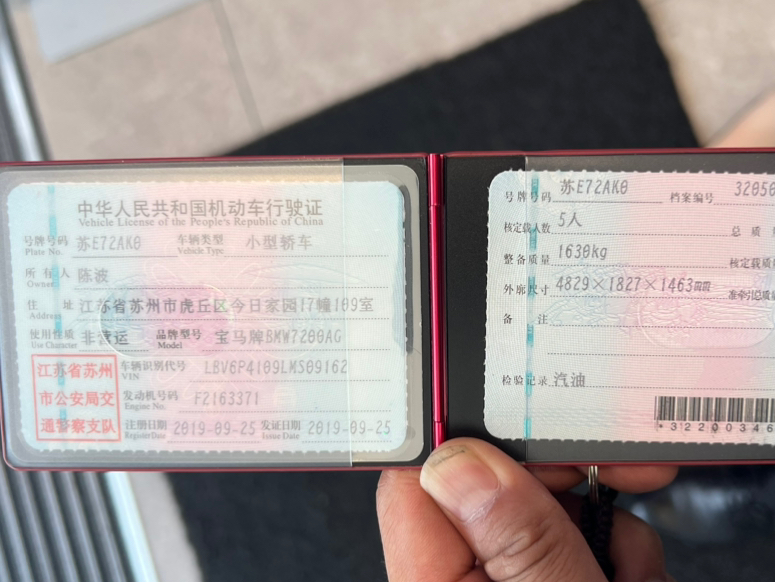 中华人民共和国机动车行驶证
Vehicle License of the People's Republic of China
号牌号码 苏E72AK0 车辆类型 小型轿车
Plate No. Vehicle Type
所有人 陈波
Owner
住址 江苏省苏州市虎丘区今日家园17幢109室
Address
使用性质 非营运 品牌型号 宝马牌BMW7200AG
Use Character Model
江苏省苏州
市公安局交
通警察支队
车辆识别代号 LBV6P4109LMS09162
VIN
发动机号码 F2163371
Engine No.
注册日期 2019-09-25 发证日期 2019-09-25
Register Date Issue Date
号牌号码 苏E72AK0 档案编号 32050
核定载人数 5人 总质
整备质量 1630kg 核定载质
外廓尺寸 4829×1827×1463mm 准牵引总质
备注
检验记录 汽油
*32200346